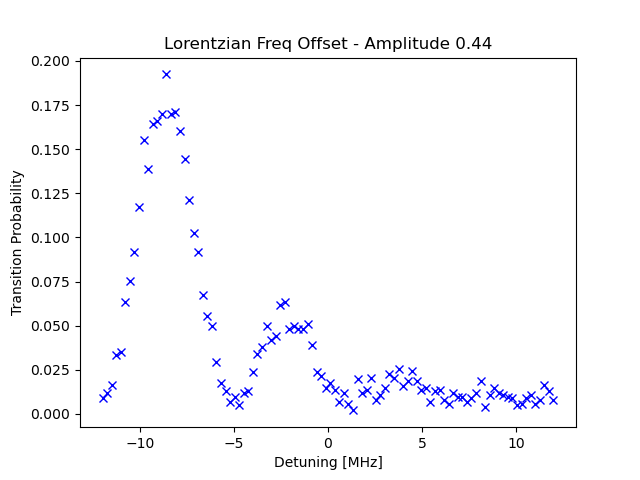 Lorentzian Freq Offset - Amplitude 0.44
0.200
0.175
0.150
0.125
0.100
0.075
0.050
0.025
0.000
Transition Probability
−10 −5 0 5 10
Detuning [MHz]